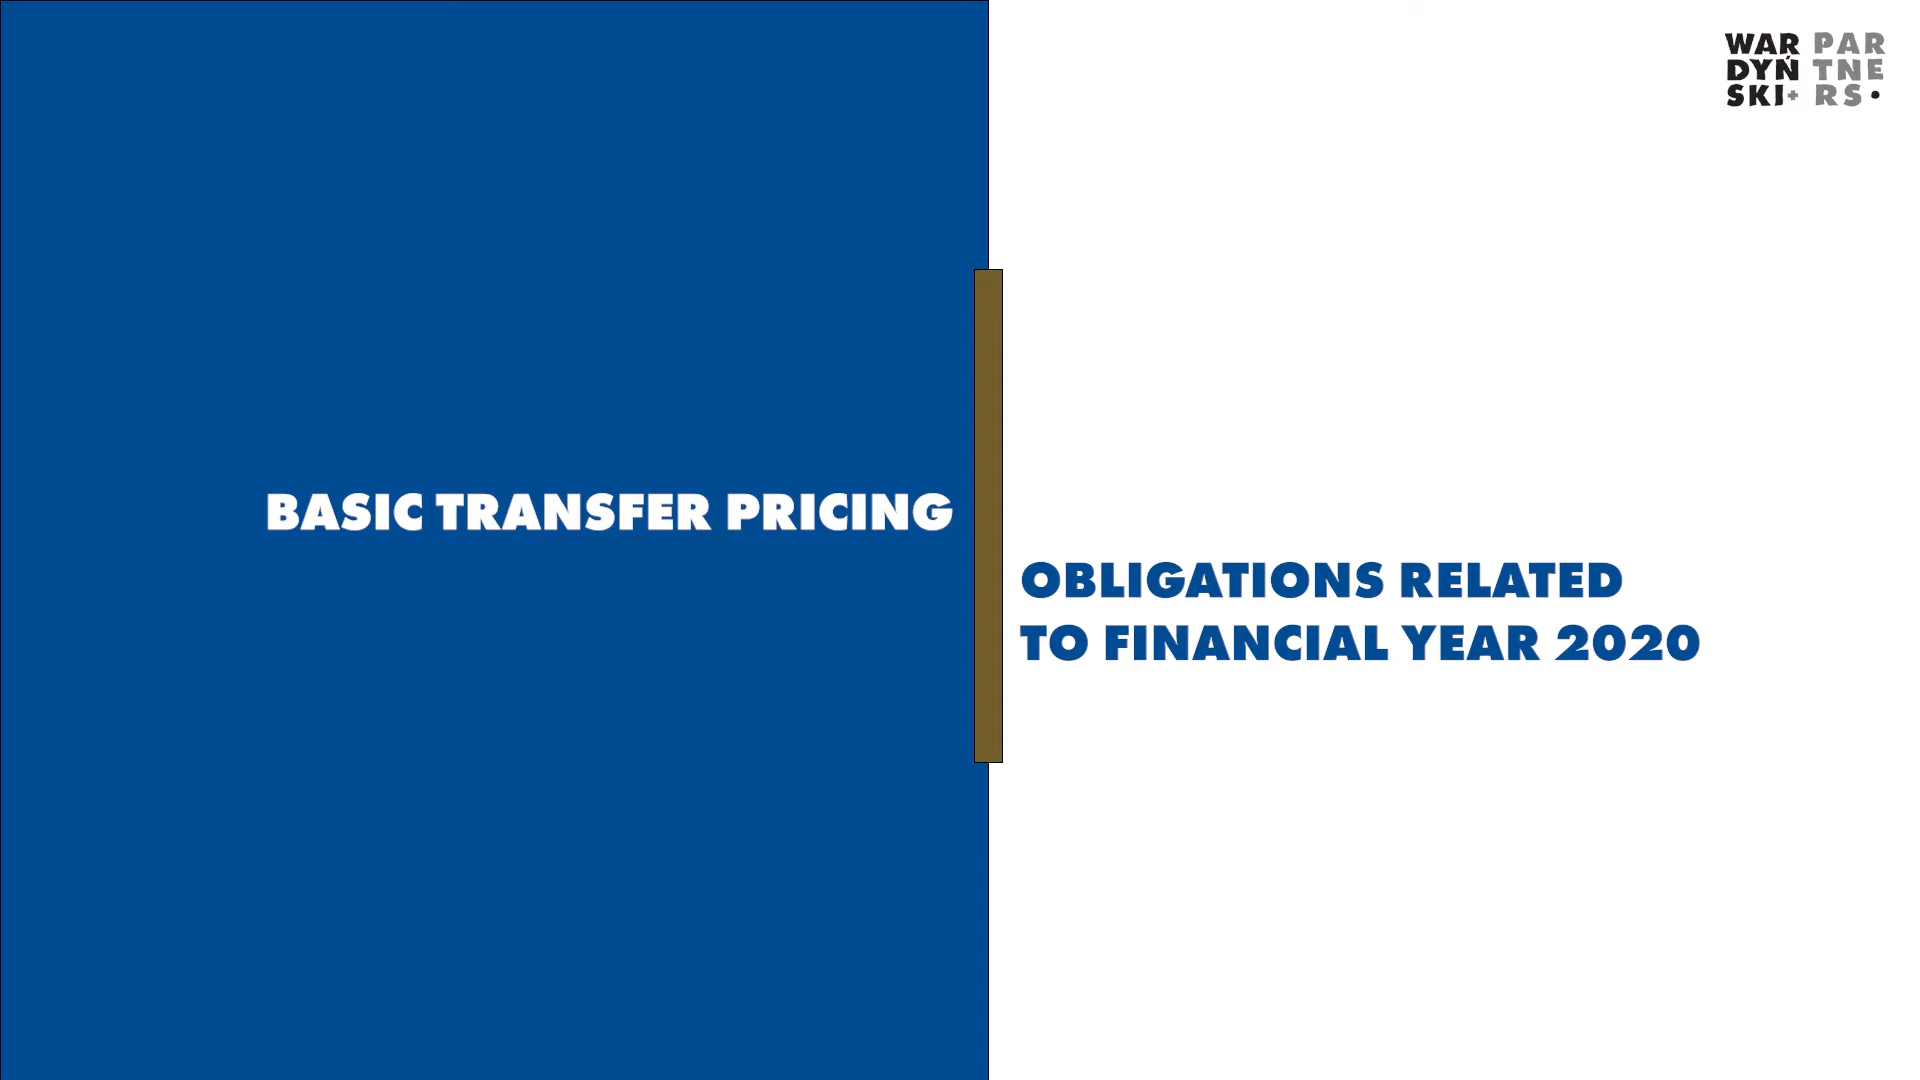 WAR PAR
DYŃ TNE
SKI+ RS•
BASIC TRANSFER PRICING
OBLIGATIONS RELATED
TO FINANCIAL YEAR 2020